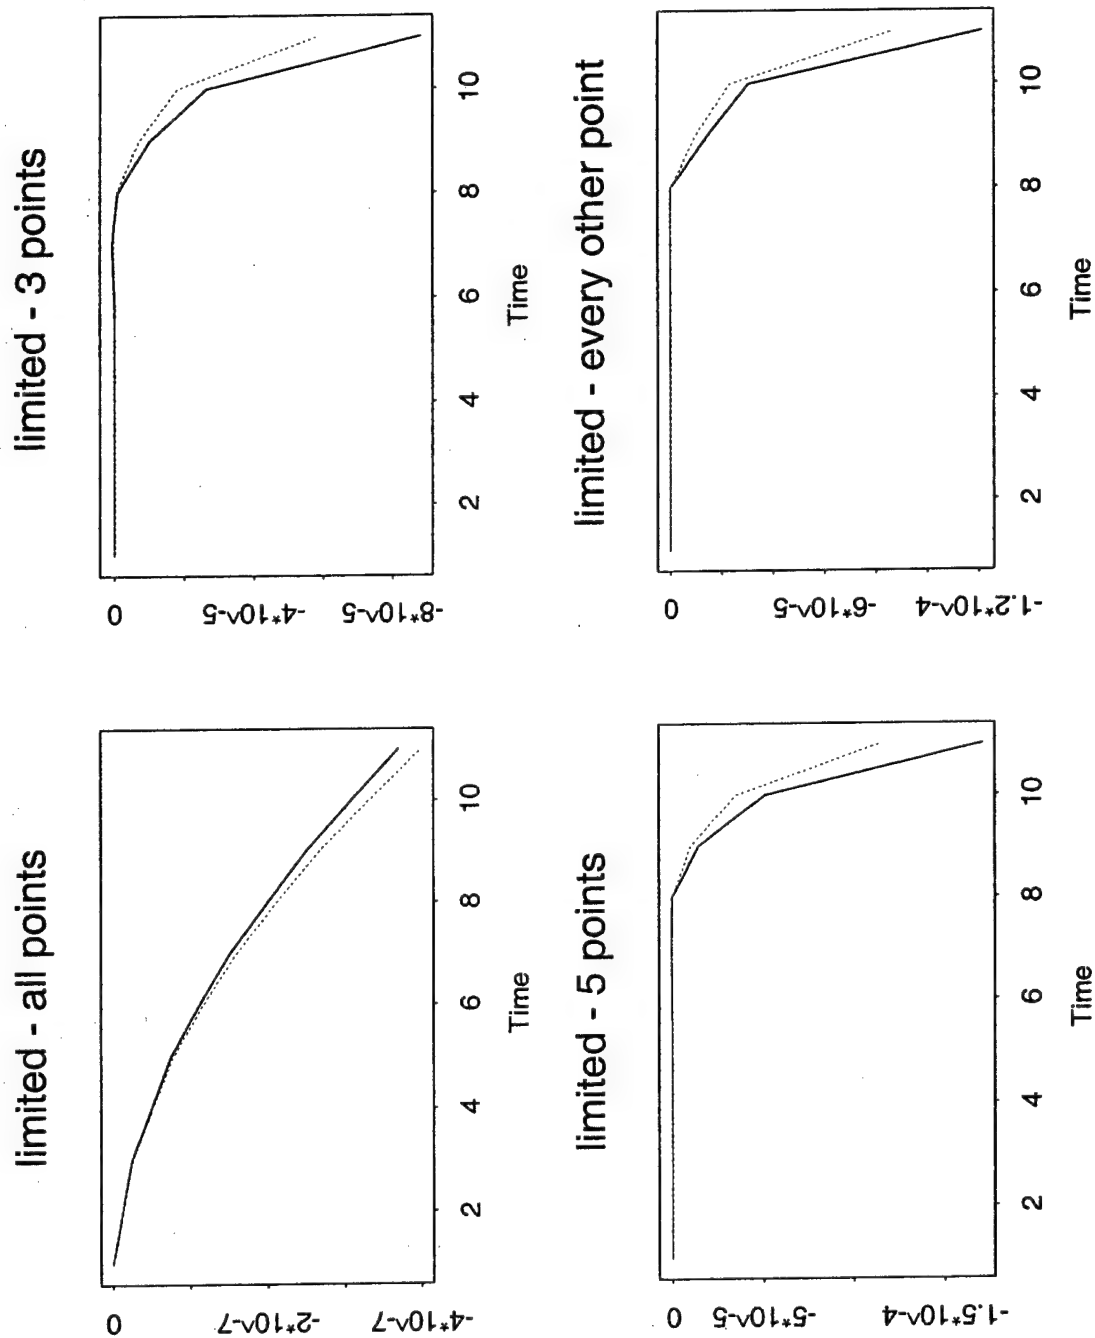 limited - all points
0
-2*10^-7
-4*10^-7
2 4 6 8 10
Time
limited - 3 points
0
-4*10^-5
-8*10^-5
2 4 6 8 10
Time
limited - 5 points
0
-5*10^-5
-1.5*10^-4
2 4 6 8 10
Time
limited - every other point
0
-6*10^-5
-1.2*10^-4
2 4 6 8 10
Time